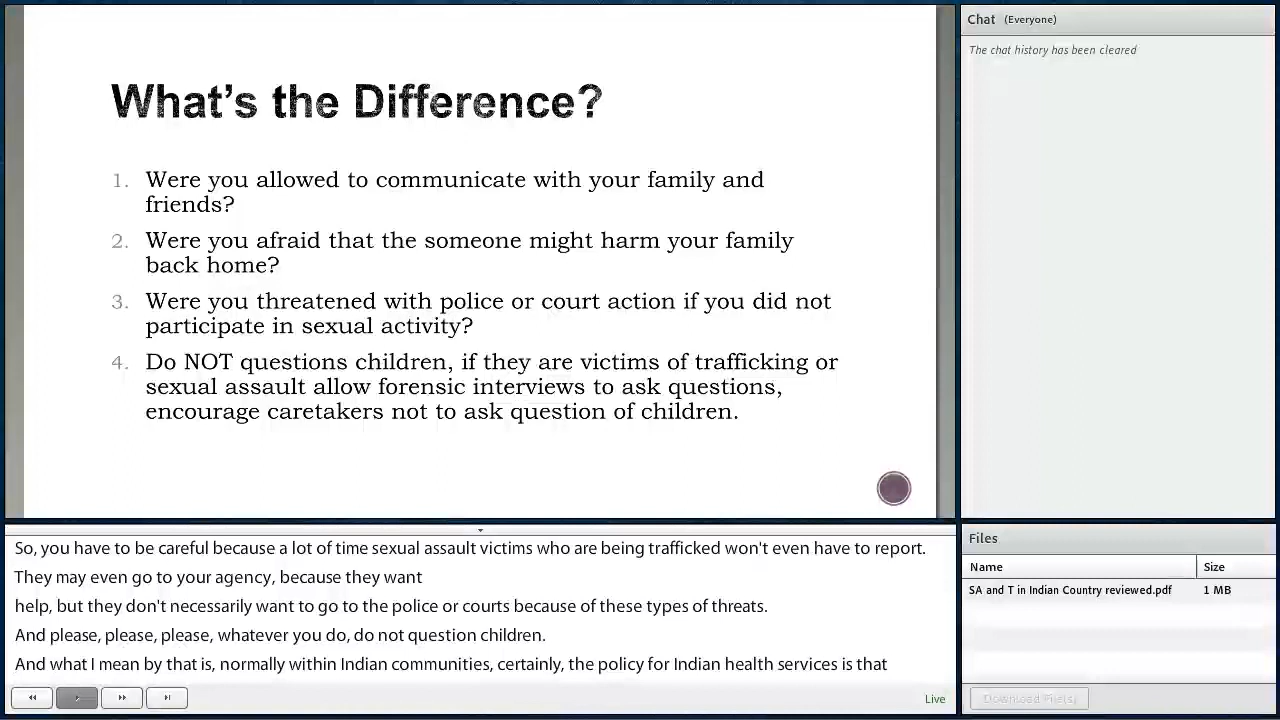 What's the Difference?
1. Were you allowed to communicate with your family and
friends?
2. Were you afraid that the someone might harm your family
back home?
3. Were you threatened with police or court action if you did not
participate in sexual activity?
4. Do NOT questions children, if they are victims of trafficking or
sexual assault allow forensic interviews to ask questions,
encourage caretakers not to ask question of children.
So, you have to be careful because a lot of time sexual assault victims who are being trafficked won't even have to report.
They may even go to your agency, because they want
help, but they don't necessarily want to go to the police or courts because of these types of threats.
And please, please, please, whatever you do, do not question children.
And what I mean by that is, normally within Indian communities, certainly, the policy for Indian health services is that
Live
Chat (Everyone)
The chat history has been cleared
Files
Name Size
SA and T in Indian Country reviewed.pdf 1 MB
Download File(s)